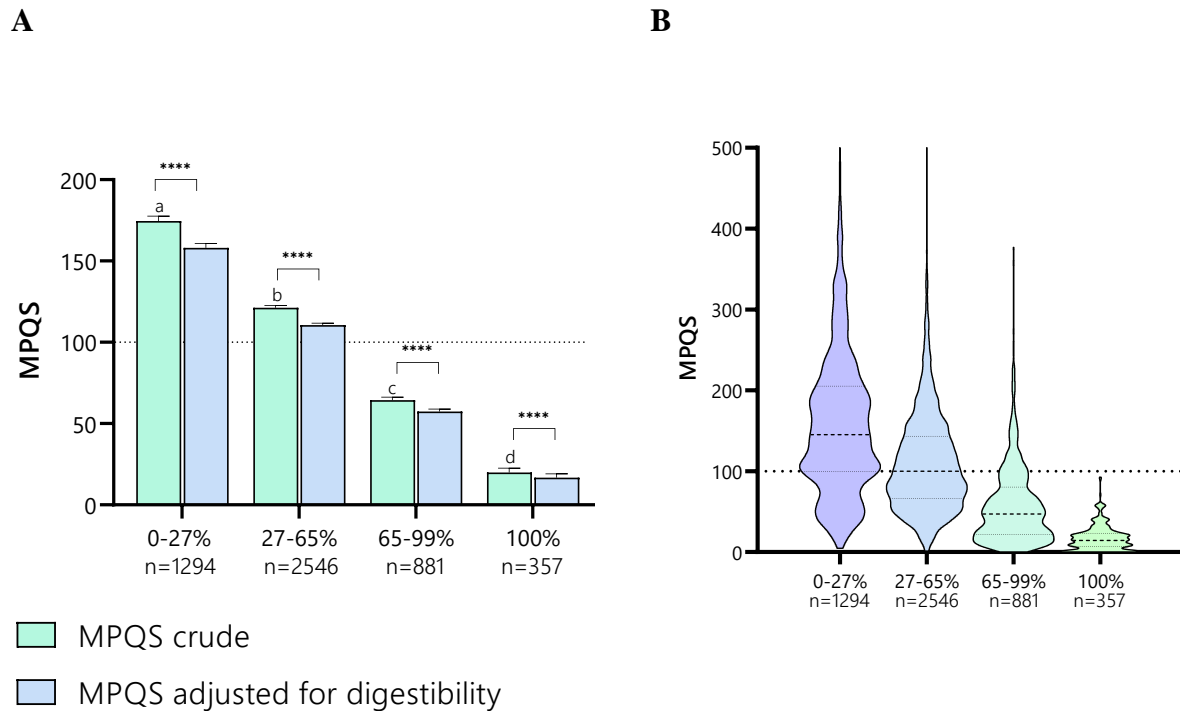 A
MPQS
200
150
100
50
0
****
a
****
b
****
c
****
d
0-27%
n=1294
27-65%
n=2546
65-99%
n=881
100%
n=357
MPQS crude
MPQS adjusted for digestibility
B
MPQS
500
400
300
200
100
0
0-27%
n=1294
27-65%
n=2546
65-99%
n=881
100%
n=357